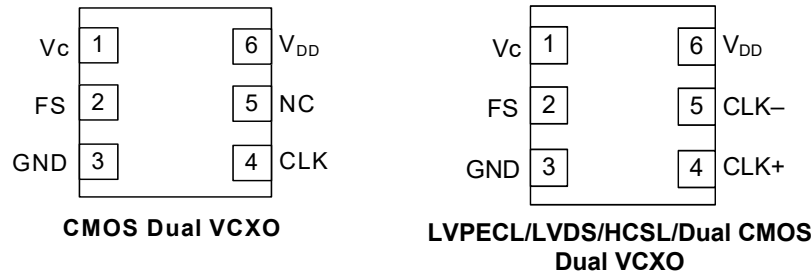 Vc 1 6 VDD
FS 2 5 NC
GND 3 4 CLK
CMOS Dual VCXO
Vc 1 6 VDD
FS 2 5 CLK–
GND 3 4 CLK+
LVPECL/LVDS/HCSL/Dual CMOS
Dual VCXO